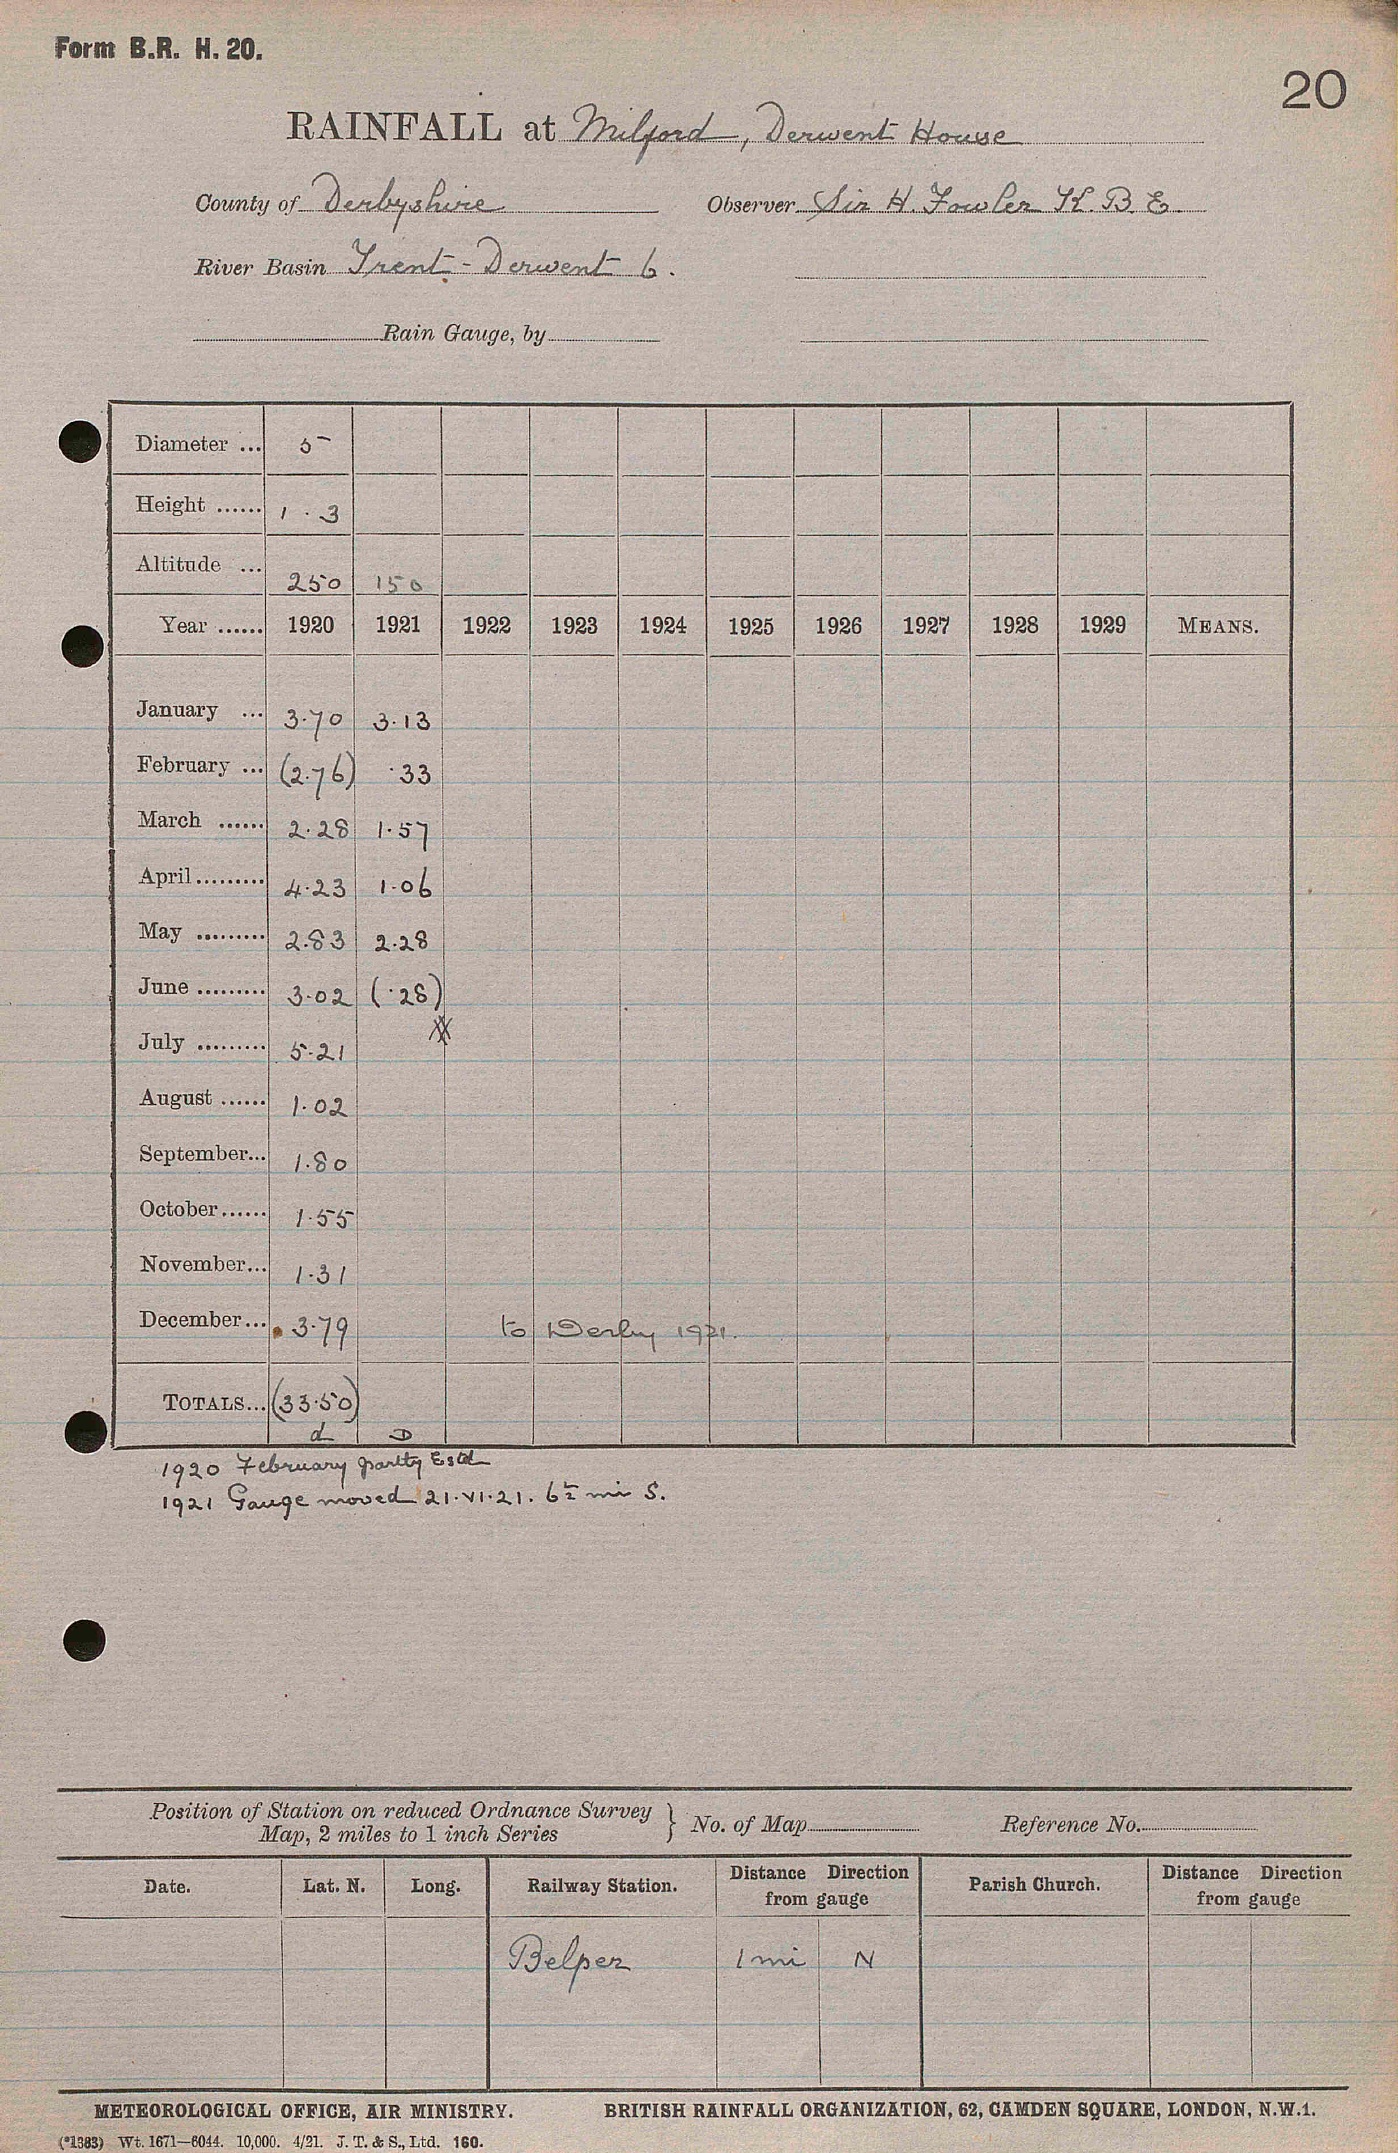 Form B.R. H. 20.
20
RAINFALL at Milford, Derwent House
County of Derbyshire Observer Sir H. Fowler K.B.E.
River Basin Trent - Derwent 6.
Rain Gauge, by
Diameter ... 5
Height ...... 1 . 3
Altitude ... 250 150
Year ...... 1920 1921 1922 1923 1924 1925 1926 1927 1928 1929 MEANS.
January ... 3.70 3.13
February ... (2.76) .33
March ...... 2.28 1.57
April ......... 4.23 1.06
May ......... 2.83 2.28
June ......... 3.02 (.28)
July ......... 5.21
August ...... 1.02
September... 1.80
October...... 1.55
November... 1.31
December... 3.79 to Derby 1921.
TOTALS... (33.50)
d D
1920 February partly Estd
1921 Gauge moved 21.VI.21. 6½ mi S.
Position of Station on reduced Ordnance Survey
Map, 2 miles to 1 inch Series } No. of Map Reference No.
Date. Lat. N. Long. Railway Station. Distance Direction from gauge Parish Church. Distance Direction from gauge
Belper 1 mi N
METEOROLOGICAL OFFICE, AIR MINISTRY. BRITISH RAINFALL ORGANIZATION, 62, CAMDEN SQUARE, LONDON, N.W.1.
(*1383) Wt. 1671—6044. 10,000. 4/21. J. T. & S., Ltd. 160.